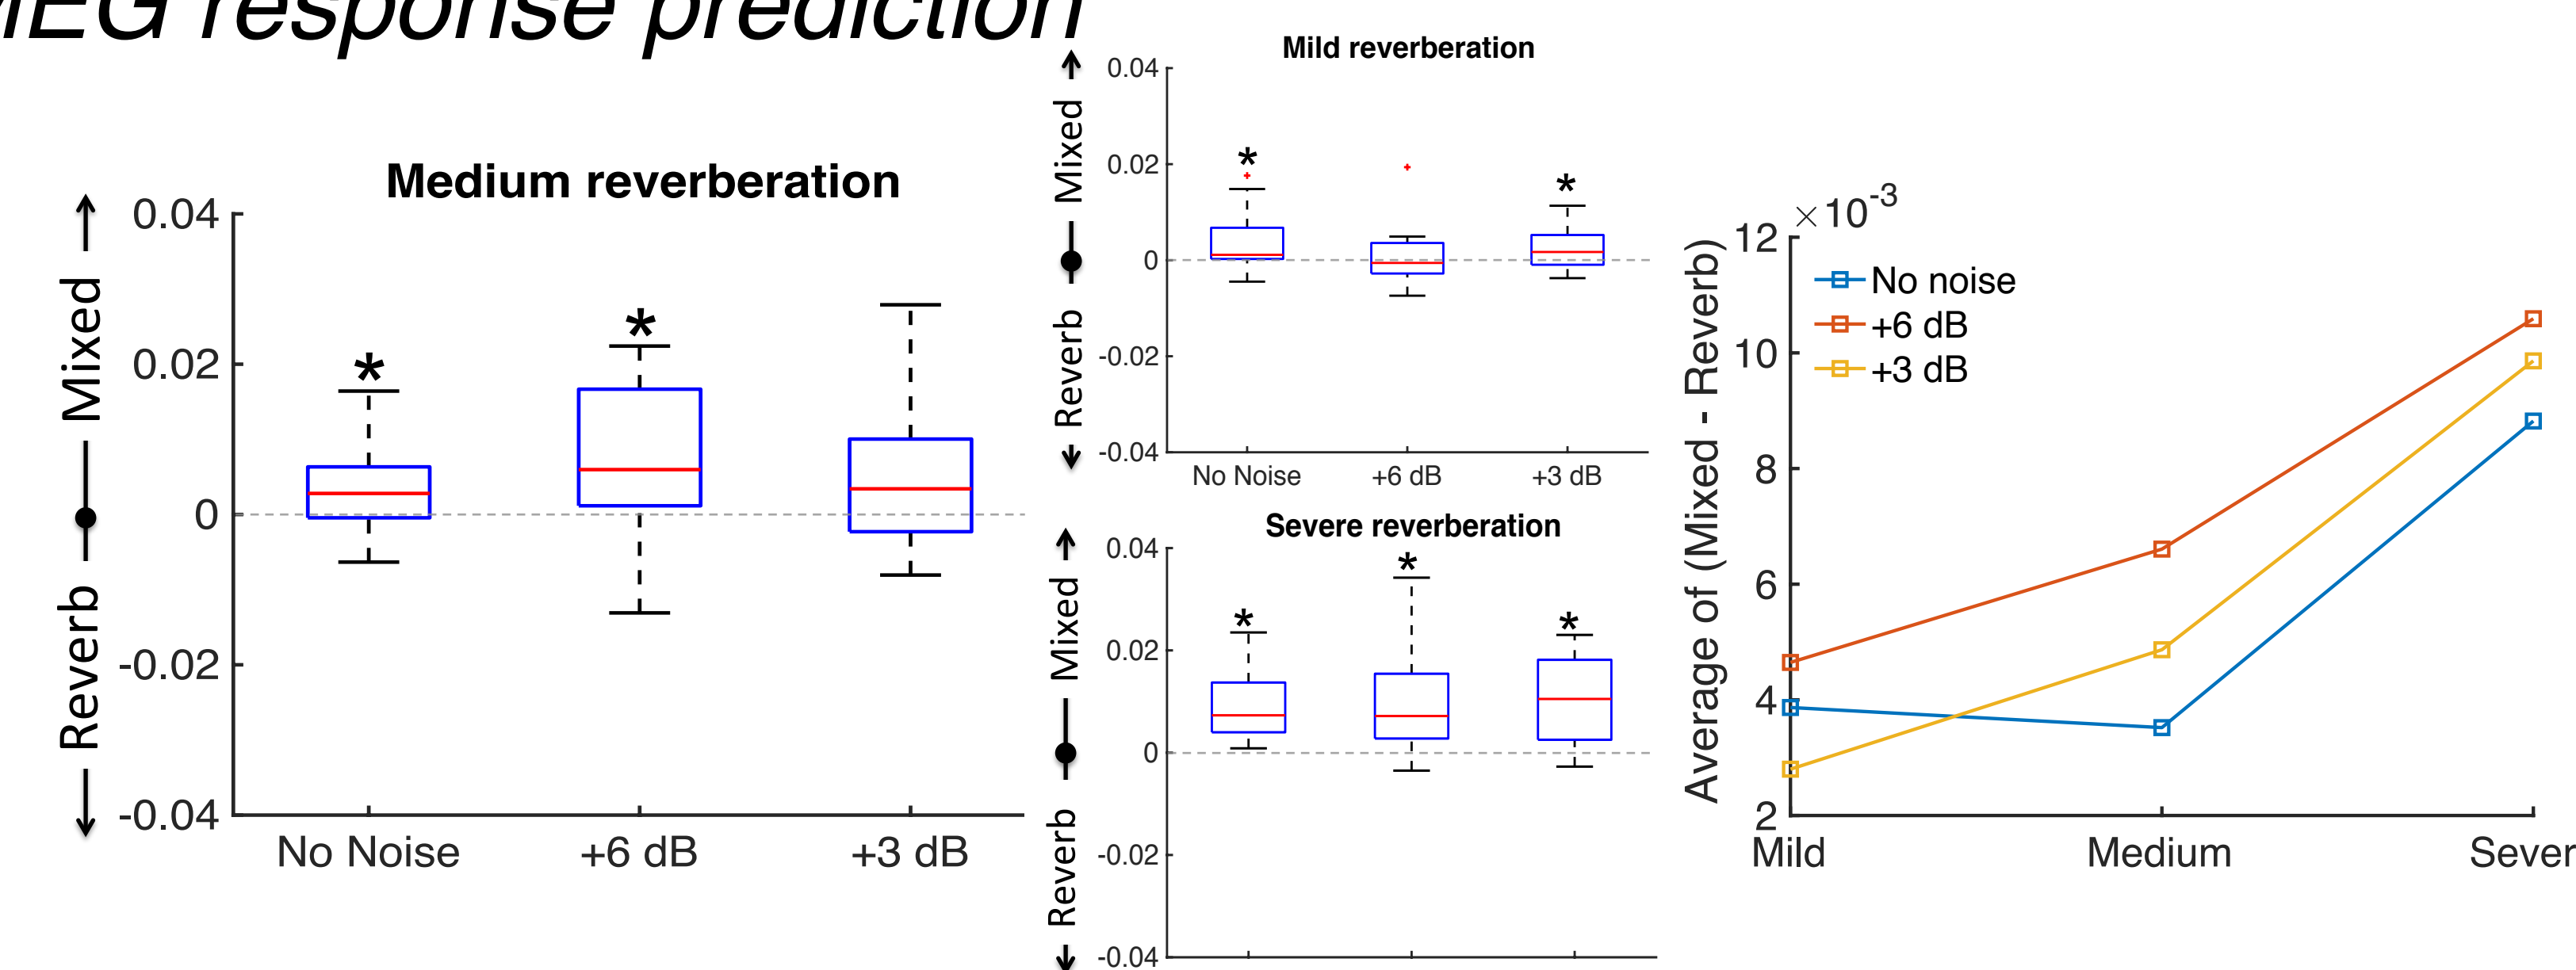 MEG response prediction
Medium reverberation
Mixed
Reverb
0.04
0.02
0
-0.02
-0.04
*
*
No Noise
+6 dB
+3 dB
Mild reverberation
Mixed
Reverb
0.04
0.02
0
-0.02
-0.04
*
*
No Noise
+6 dB
+3 dB
Severe reverberation
Mixed
Reverb
0.04
0.02
0
-0.02
-0.04
*
*
*
×10-3
Average of (Mixed - Reverb)
12
10
8
6
4
2
No noise
+6 dB
+3 dB
Mild
Medium
Sever